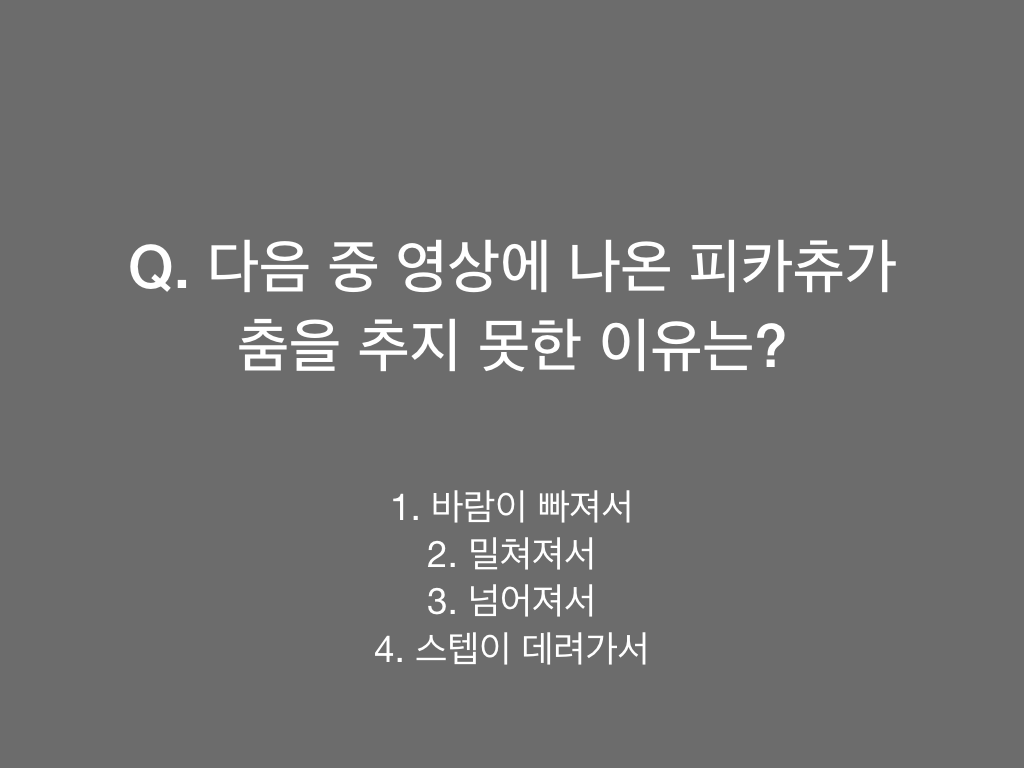 Q. 다음 중 영상에 나온 피카츄가
춤을 추지 못한 이유는?
1. 바람이 빠져서
2. 밀쳐져서
3. 넘어져서
4. 스텝이 데려가서